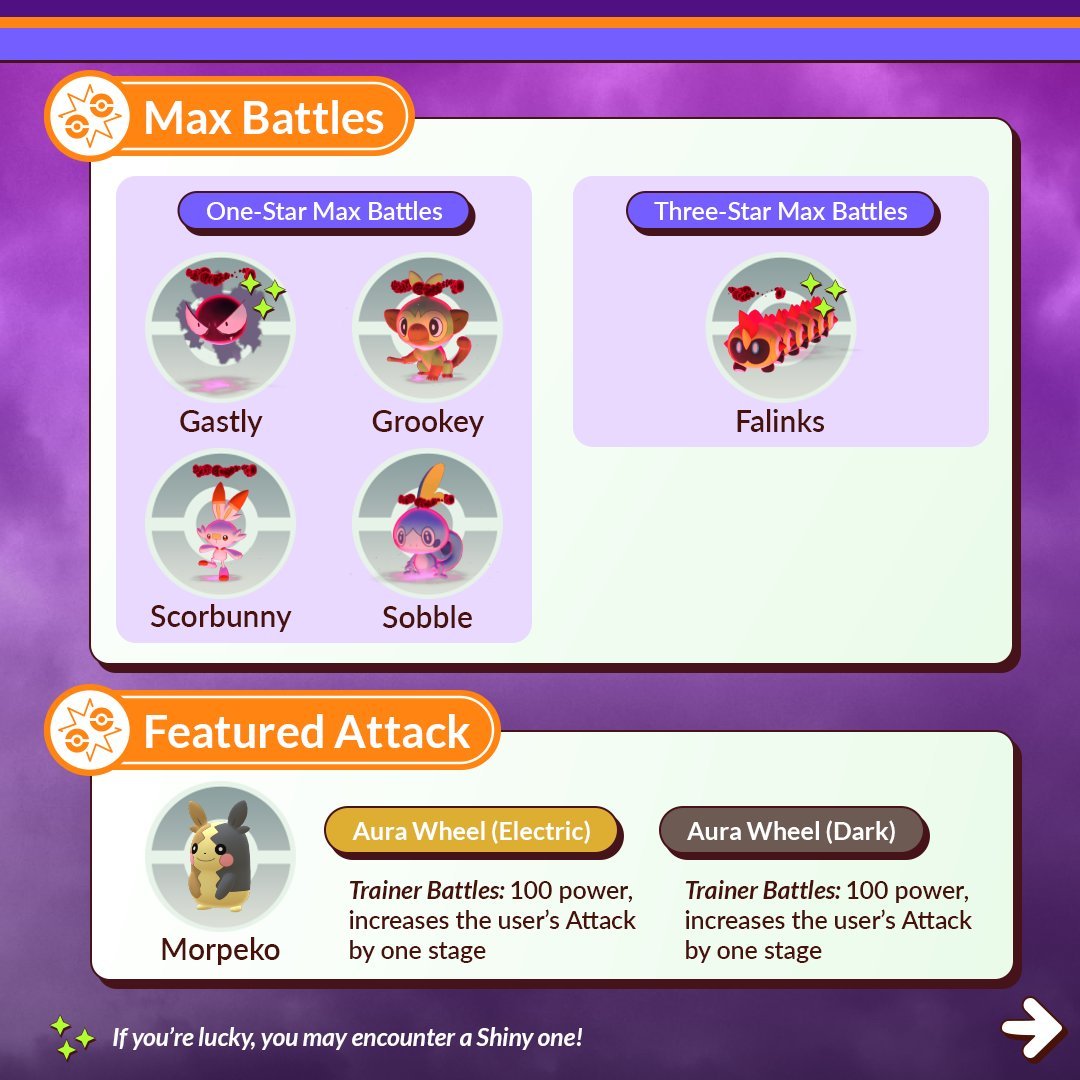 Max Battles
One-Star Max Battles
Gastly
Grookey
Scorbunny
Sobble
Three-Star Max Battles
Falinks
Featured Attack
Morpeko
Aura Wheel (Electric)
Trainer Battles: 100 power,
increases the user’s Attack
by one stage
Aura Wheel (Dark)
Trainer Battles: 100 power,
increases the user’s Attack
by one stage
If you’re lucky, you may encounter a Shiny one!